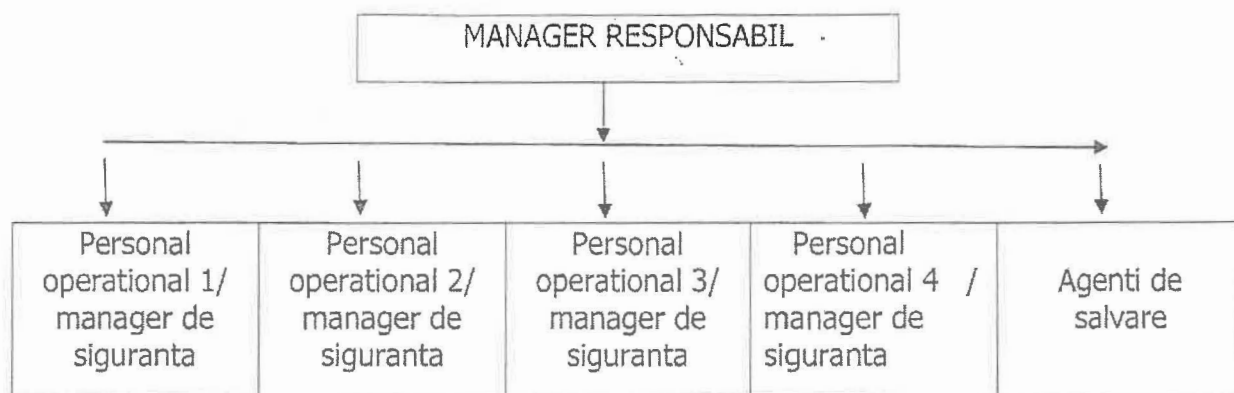 MANAGER RESPONSABIL
Personal
operational 1/
manager de
siguranta
Personal
operational 2/
manager de
siguranta
Personal
operational 3/
manager de
siguranta
Personal
operational 4 /
manager de
siguranta
Agenti de
salvare